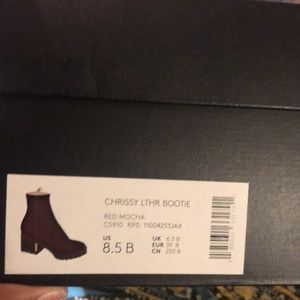 CHRISSY LTHR BOOTIE
RED MOCHA
C5910 RP0 11004253JAX
US UK 6.5 B
8.5 B EUR 39 B
CN 250 B